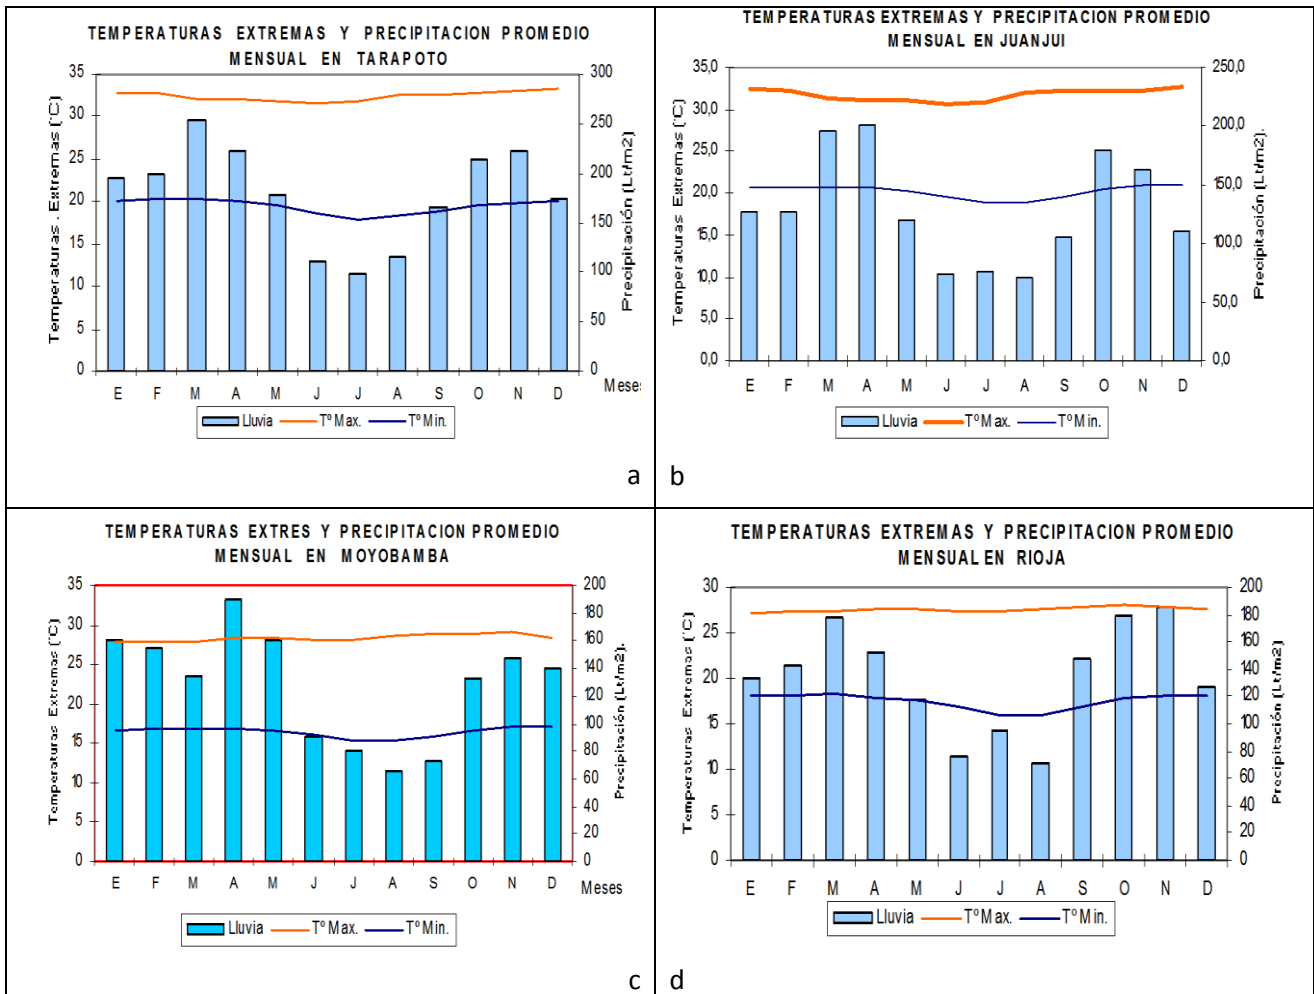 TEMPERATURAS EXTREMAS Y PRECIPITACION PROMEDIO
MENSUAL EN TARAPOTO
Temperaturas . Extremas (°C)
35
30
25
20
15
10
5
0
300
250
200
150
100
50
0
Precipitación (Lt/m2)
E F M A M J J A S O N D
Meses
Lluvia T° Max. T° Min.
a
TEMPERATURAS EXTREMAS Y PRECIPITACION PROMEDIO
MENSUAL EN JUANJUI
Temperaturas Extremas (°C)
35,0
30,0
25,0
20,0
15,0
10,0
5,0
0,0
250,0
200,0
150,0
100,0
50,0
0,0
Precipitación (Lt/m2).
E F M A M J J A S O N D
Lluvia T° Max. T° Min.
b
TEMPERATURAS EXTRES Y PRECIPITACION PROMEDIO
MENSUAL EN MOYOBAMBA
Temperaturas Extremas (°C)
35
30
25
20
15
10
5
0
200
180
160
140
120
100
80
60
40
20
0
Precipitación (Lt/m2).
E F M A M J J A S O N D
Meses
Lluvia T° Max. T° Min.
c
TEMPERATURAS EXTREMAS Y PRECIPITACION PROMEDIO
MENSUAL EN RIOJA
Temperaturas Extremas (°C)
30
25
20
15
10
5
0
200
180
160
140
120
100
80
60
40
20
0
Precipitación (Lt/m2)
E F M A M J J A S O N D
Lluvia T° Max. T° Min.
d